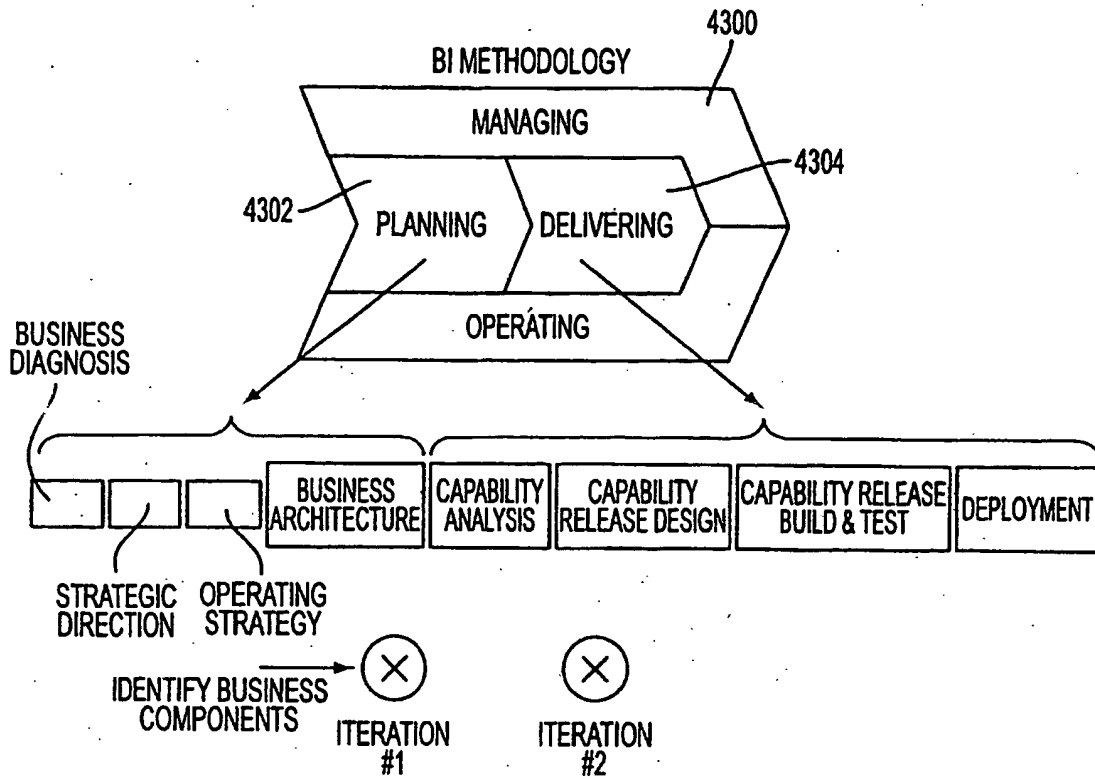 4300
BI METHODOLOGY
MANAGING
4304
4302
PLANNING
DELIVERING
OPERATING
BUSINESS
DIAGNOSIS
BUSINESS
ARCHITECTURE
CAPABILITY
ANALYSIS
CAPABILITY
RELEASE DESIGN
CAPABILITY RELEASE
BUILD & TEST
DEPLOYMENT
STRATEGIC
DIRECTION
OPERATING
STRATEGY
IDENTIFY BUSINESS
COMPONENTS
ITERATION
#1
ITERATION
#2